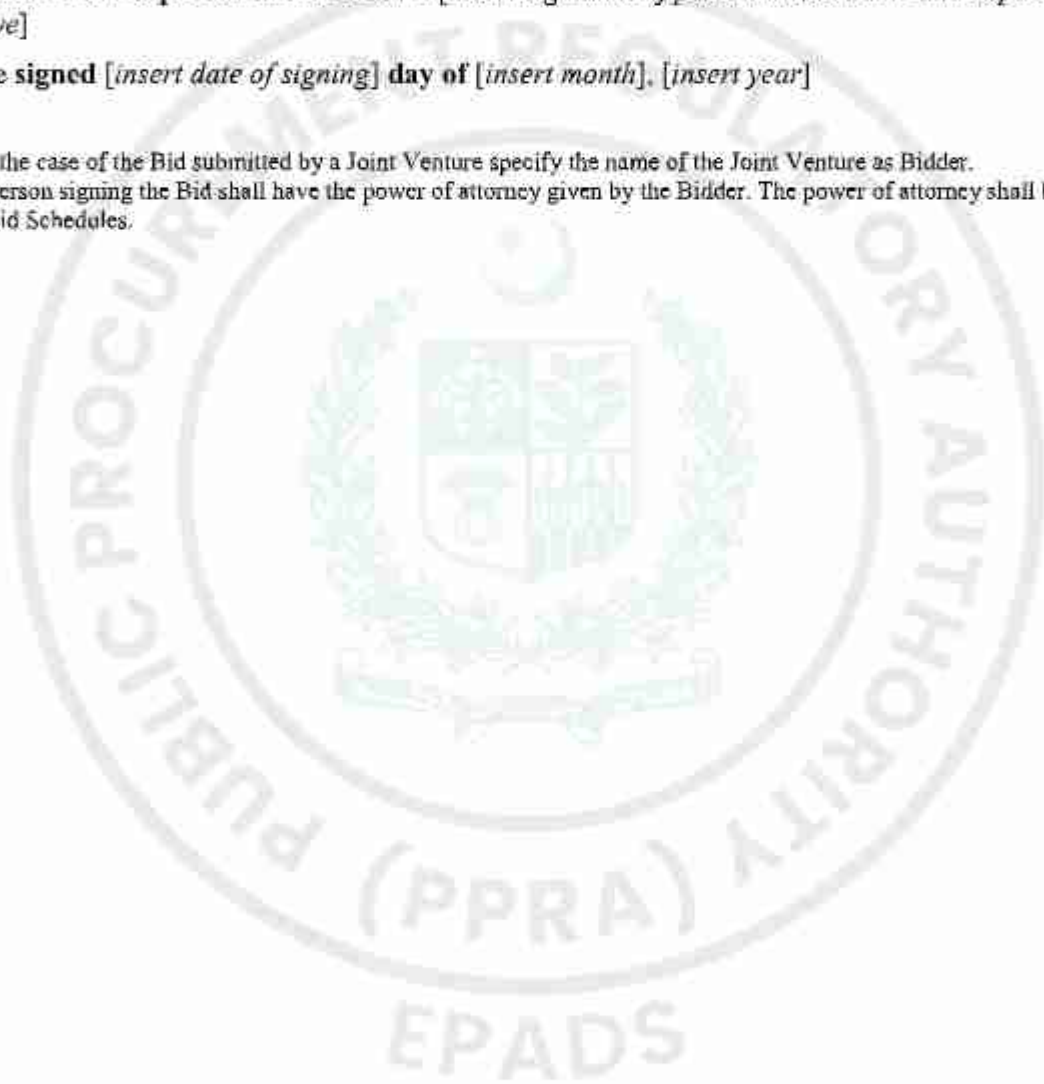 ve]
e signed [insert date of signing] day of [insert month], [insert year]
the case of the Bid submitted by a Joint Venture specify the name of the Joint Venture as Bidder.
erson signing the Bid shall have the power of attorney given by the Bidder. The power of attorney shall
id Schedules.
PUBLIC PROCUREMENT REGULATORY AUTHORITY
(PPRA)
EPADS